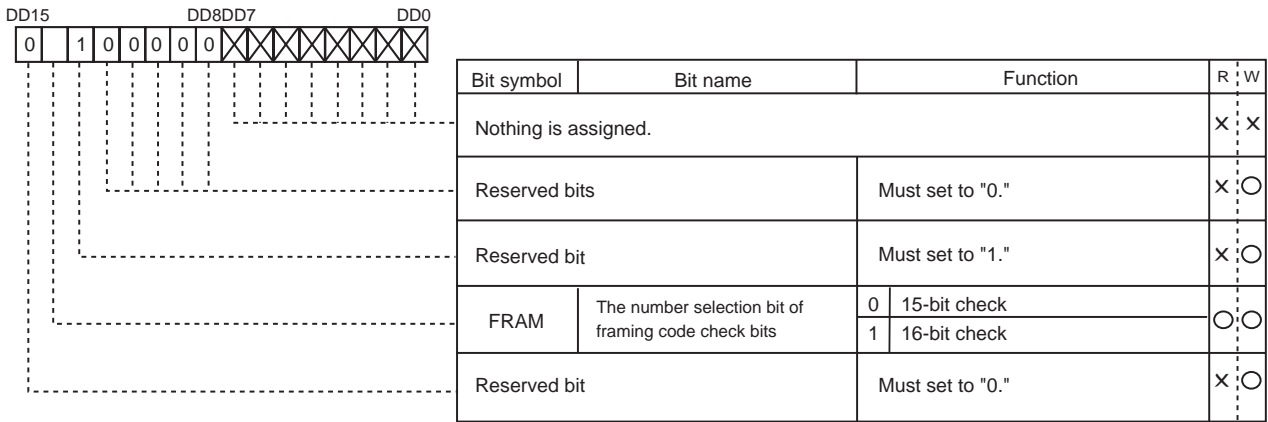 DD15 DD8DD7 DD0
0 1 0 0 0 0 0
Bit symbol Bit name Function R W
Nothing is assigned. X X
Reserved bits Must set to "0." X O
Reserved bit Must set to "1." X O
FRAM The number selection bit of framing code check bits 0 15-bit check O O
1 16-bit check
Reserved bit Must set to "0." X O